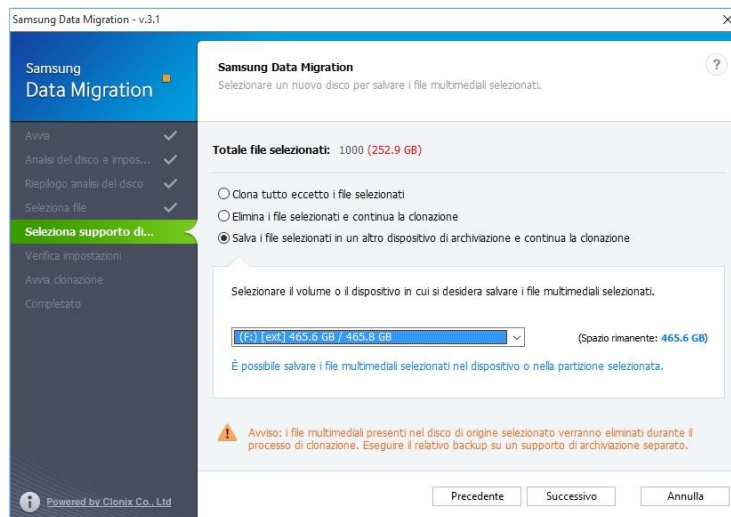 Samsung Data Migration - v.3.1
Samsung
Data Migration
Avvia
Analisi del disco e impos...
Riepilogo analisi del disco
Seleziona file
Seleziona supporto di...
Verifica impostazioni
Avvia clonazione
Completato
Powered by Clonix Co., Ltd
Samsung Data Migration
?
Selezionare un nuovo disco per salvare i file multimediali selezionati.
Totale file selezionati: 1000 (252.9 GB)
Clona tutto eccetto i file selezionati
Elimina i file selezionati e continua la clonazione
Salva i file selezionati in un altro dispositivo di archiviazione e continua la clonazione
Selezionare il volume o il dispositivo in cui si desidera salvare i file multimediali selezionati.
(F:) [ext] 465.6 GB / 465.8 GB
(Spazio rimanente: 465.6 GB)
È possibile salvare i file multimediali selezionati nel dispositivo o nella partizione selezionata.
Avviso: i file multimediali presenti nel disco di origine selezionato verranno eliminati durante il
processo di clonazione. Eseguire il relativo backup su un supporto di archiviazione separato.
Precedente
Successivo
Annulla